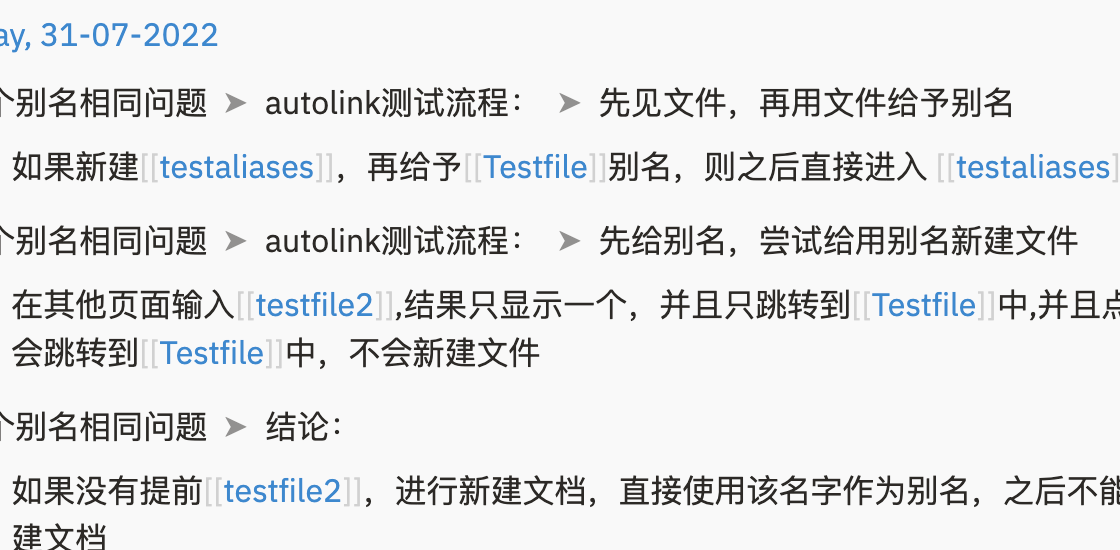 ay, 31-07-2022
个别名相同问题 ➤ autolink测试流程： ➤ 先见文件，再用文件给予别名
如果新建[[testaliases]]，再给予[[Testfile]]别名，则之后直接进入 [[testaliases]
个别名相同问题 ➤ autolink测试流程： ➤ 先给别名，尝试给用别名新建文件
在其他页面输入[[testfile2]],结果只显示一个，并且只跳转到[[Testfile]]中,并且点
会跳转到[[Testfile]]中，不会新建文件
个别名相同问题 ➤ 结论：
如果没有提前[[testfile2]]，进行新建文档，直接使用该名字作为别名，之后不能
建文档